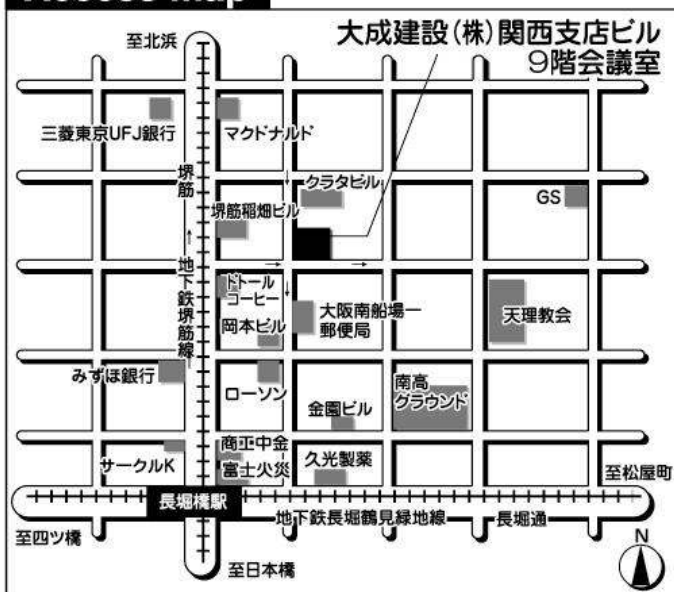 Access Map
至北浜
大成建設(株)関西支店ビル
9階会議室
三菱東京UFJ銀行
マクドナルド
堺筋
クラタビル
GS
堺筋稲畑ビル
地下鉄堺筋線
ドトール
コーヒー
岡本ビル
大阪南船場一
郵便局
天理教会
みずほ銀行
ローソン
南高
グラウンド
金園ビル
サークルK
商工中金
富士火災
久光製薬
至松屋町
長堀橋駅
地下鉄長堀鶴見緑地線
長堀通
至四ツ橋
至日本橋
N